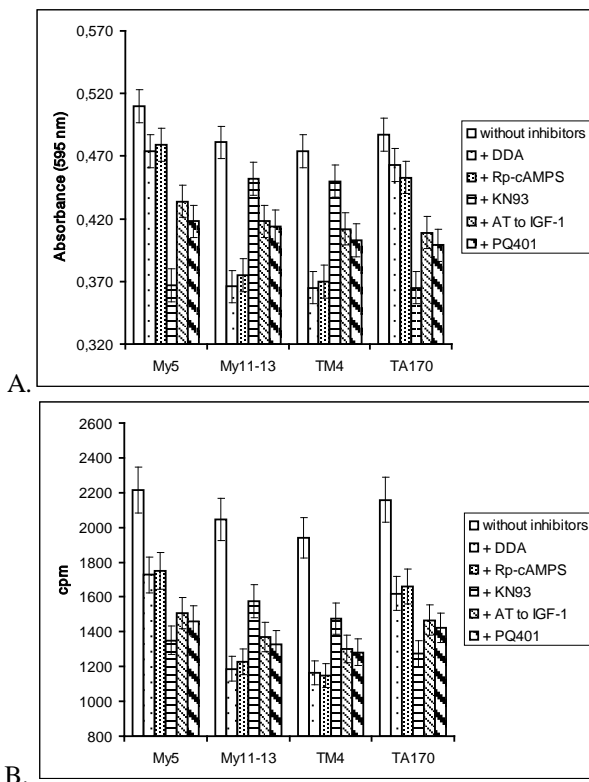 A.
Absorbance (595 nm)
0,570
0,520
0,470
0,420
0,370
0,320
My5 My11-13 TM4 TA170
without inhibitors
+ DDA
+ Rp-cAMPS
+ KN93
+ AT to IGF-1
+ PQ401
B.
cpm
2600
2400
2200
2000
1800
1600
1400
1200
1000
800
My5 My11-13 TM4 TA170
without inhibitors
+ DDA
+ Rp-cAMPS
+ KN93
+ AT to IGF-1
+ PQ401